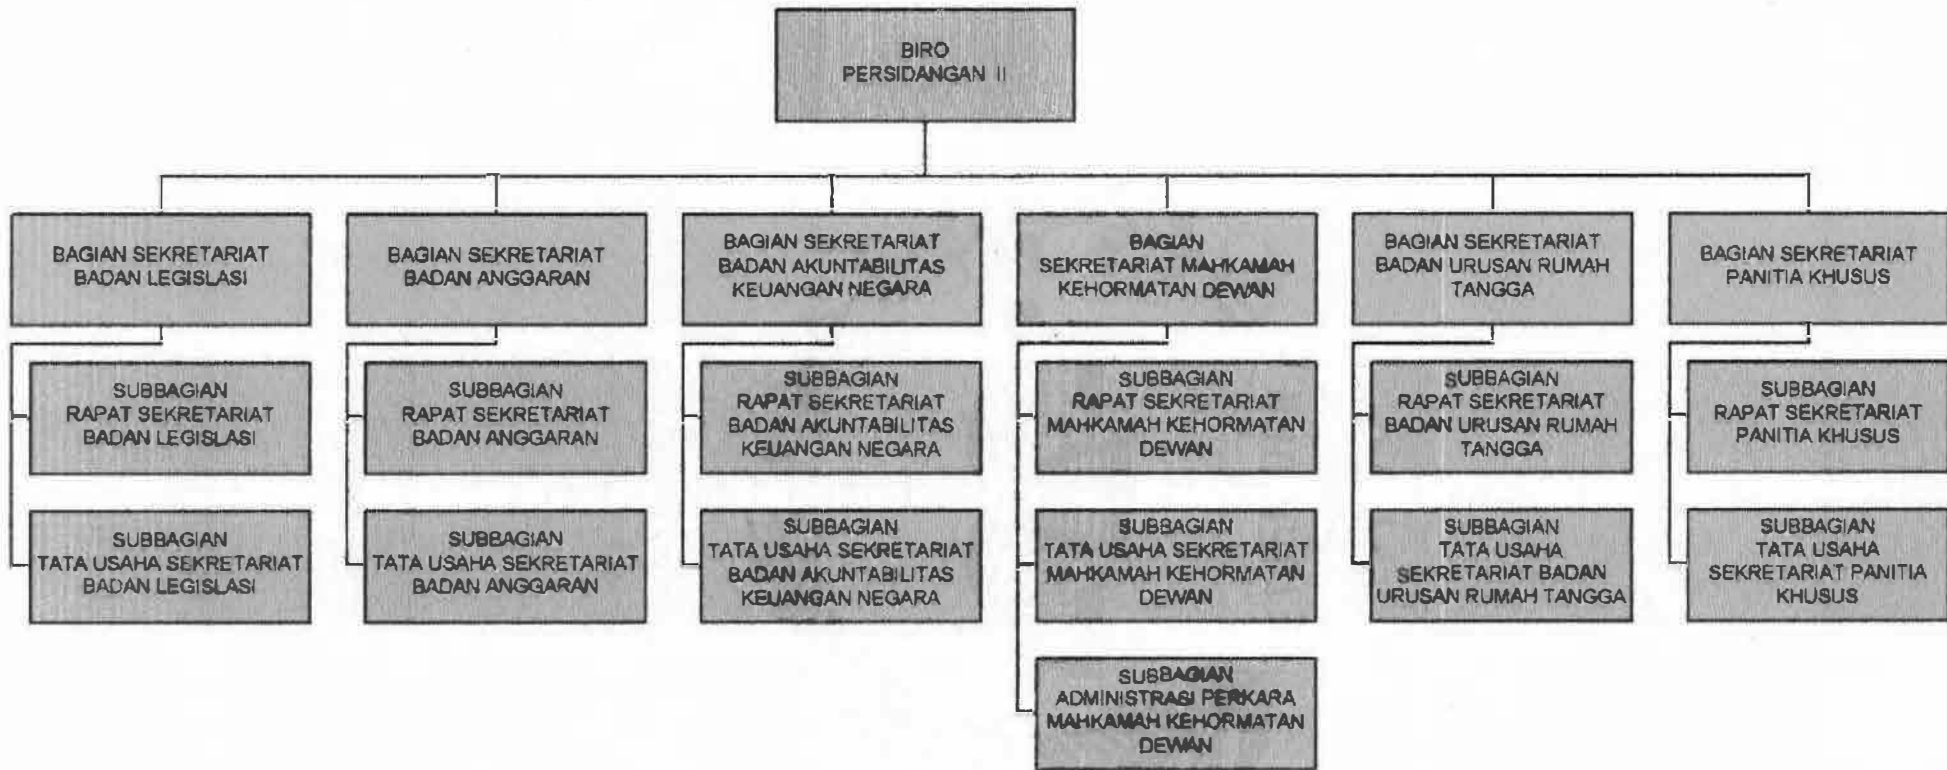 BIRO
PERSIDANGAN II
BAGIAN SEKRETARIAT
BADAN LEGISLASI
BAGIAN SEKRETARIAT
BADAN ANGGARAN
BAGIAN SEKRETARIAT
BADAN AKUNTABILITAS
KEUANGAN NEGARA
BAGIAN
SEKRETARIAT MAHKAMAH
KEHORMATAN DEWAN
BAGIAN SEKRETARIAT
BADAN URUSAN RUMAH
TANGGA
BAGIAN SEKRETARIAT
PANITIA KHUSUS
SUBBAGIAN
RAPAT SEKRETARIAT
BADAN LEGISLASI
SUBBAGIAN
RAPAT SEKRETARIAT
BADAN ANGGARAN
SUBBAGIAN
RAPAT SEKRETARIAT
BADAN AKUNTABILITAS
KEUANGAN NEGARA
SUBBAGIAN
RAPAT SEKRETARIAT
MAHKAMAH KEHORMATAN
DEWAN
SUBBAGIAN
RAPAT SEKRETARIAT
BADAN URUSAN RUMAH
TANGGA
SUBBAGIAN
RAPAT SEKRETARIAT
PANITIA KHUSUS
SUBBAGIAN
TATA USAHA SEKRETARIAT
BADAN LEGISLASI
SUBBAGIAN
TATA USAHA SEKRETARIAT
BADAN ANGGARAN
SUBBAGIAN
TATA USAHA SEKRETARIAT
BADAN AKUNTABILITAS
KEUANGAN NEGARA
SUBBAGIAN
TATA USAHA SEKRETARIAT
MAHKAMAH KEHORMATAN
DEWAN
SUBBAGIAN
TATA USAHA
SEKRETARIAT BADAN
URUSAN RUMAH TANGGA
SUBBAGIAN
TATA USAHA
SEKRETARIAT PANITIA
KHUSUS
SUBBAGIAN
ADMINISTRASI PERKARA
MAHKAMAH KEHORMATAN
DEWAN